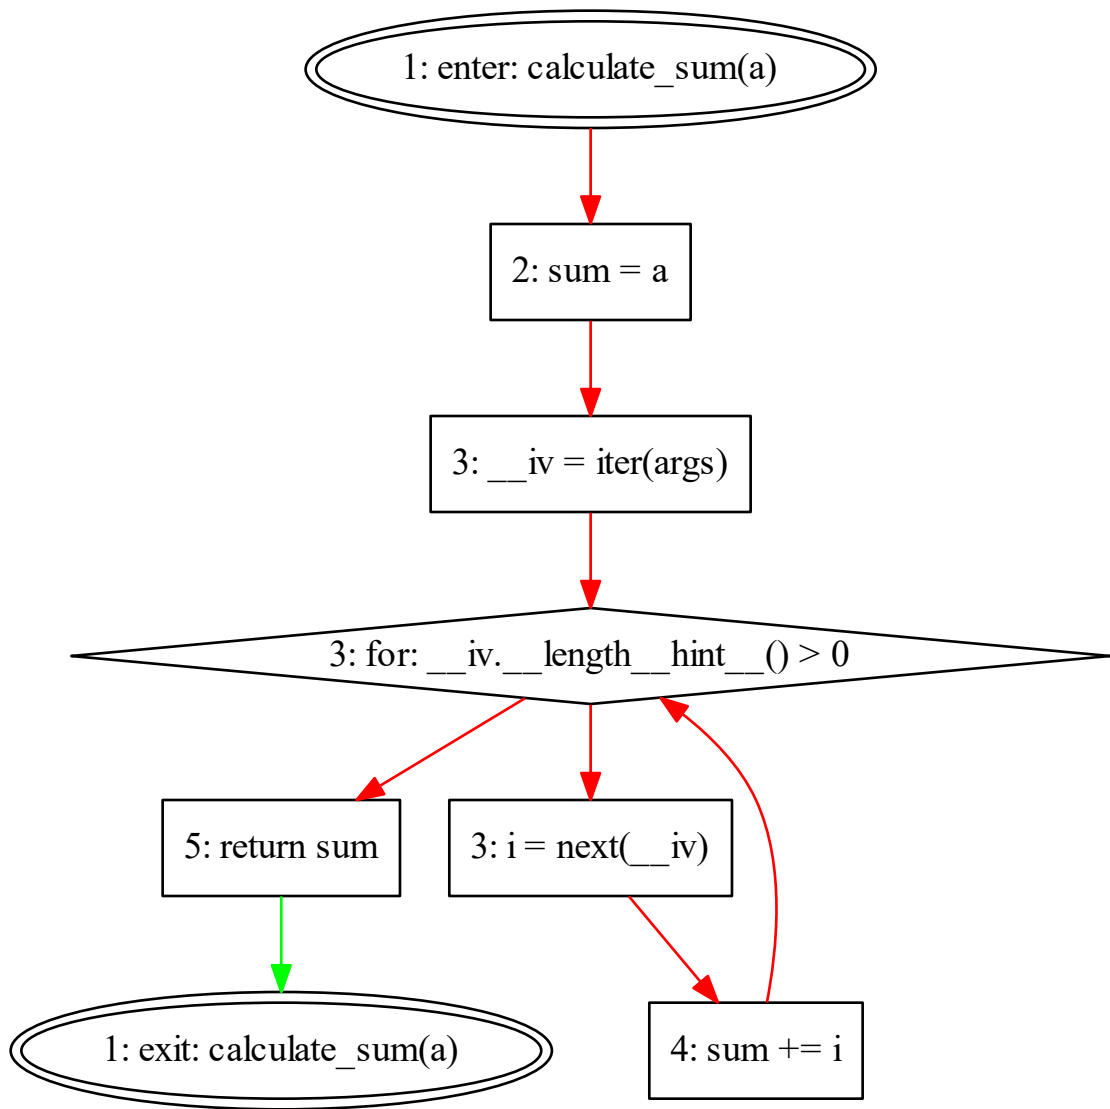 1: enter: calculate_sum(a)
2: sum = a
3: __iv = iter(args)
3: for: __iv.__length__hint__() > 0
5: return sum
3: i = next(__iv)
1: exit: calculate_sum(a)
4: sum += i